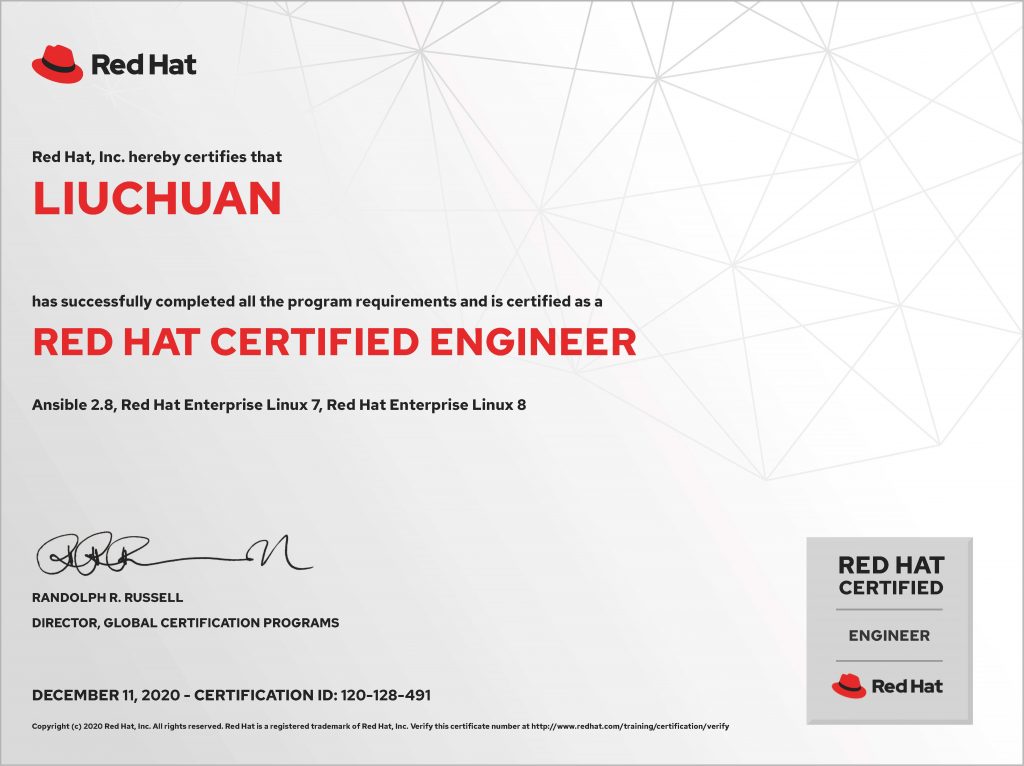 Red Hat
Red Hat, Inc. hereby certifies that
LIUCHUAN
has successfully completed all the program requirements and is certified as a
RED HAT CERTIFIED ENGINEER
Ansible 2.8, Red Hat Enterprise Linux 7, Red Hat Enterprise Linux 8
RANDOLPH R. RUSSELL
DIRECTOR, GLOBAL CERTIFICATION PROGRAMS
DECEMBER 11, 2020 - CERTIFICATION ID: 120-128-491
Copyright (c) 2020 Red Hat, Inc. All rights reserved. Red Hat is a registered trademark of Red Hat, Inc. Verify this certificate number at http://www.redhat.com/training/certification/verify
RED HAT
CERTIFIED
ENGINEER
Red Hat